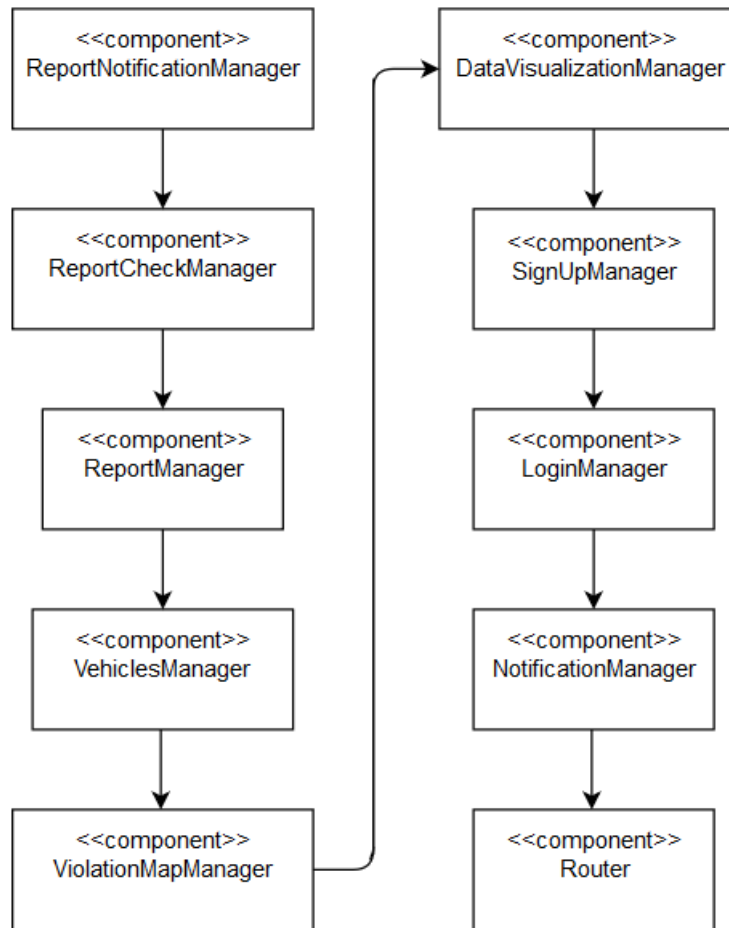 <<component>>
ReportNotificationManager
<<component>>
ReportCheckManager
<<component>>
ReportManager
<<component>>
VehiclesManager
<<component>>
ViolationMapManager
<<component>>
DataVisualizationManager
<<component>>
SignUpManager
<<component>>
LoginManager
<<component>>
NotificationManager
<<component>>
Router